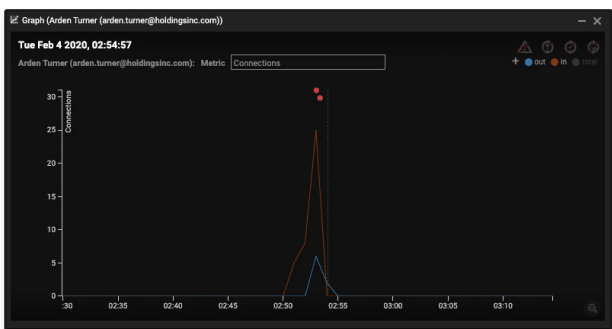 Graph (Arden Turner (arden.turner@holdingsinc.com))
Tue Feb 4 2020, 02:54:57
Arden Turner (arden.turner@holdingsinc.com): Metric Connections
+ out in total
Connections
30
25
20
15
10
5
0
:30 02:35 02:40 02:45 02:50 02:55 03:00 03:05 03:10